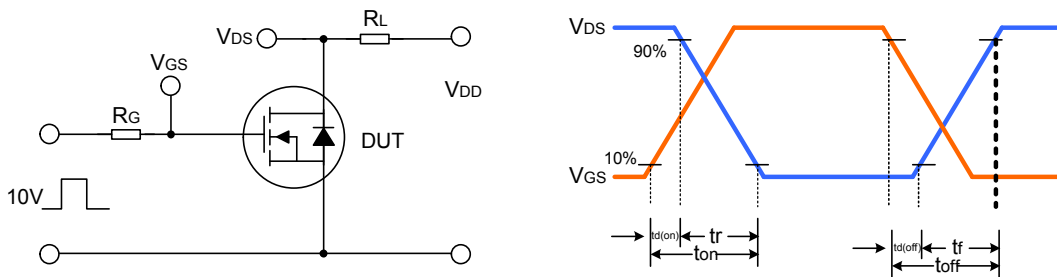 VDS
RL
VGS
VDD
RG
DUT
10V
VDS
90%
10%
VGS
td(on)
tr
ton
td(off)
tf
toff